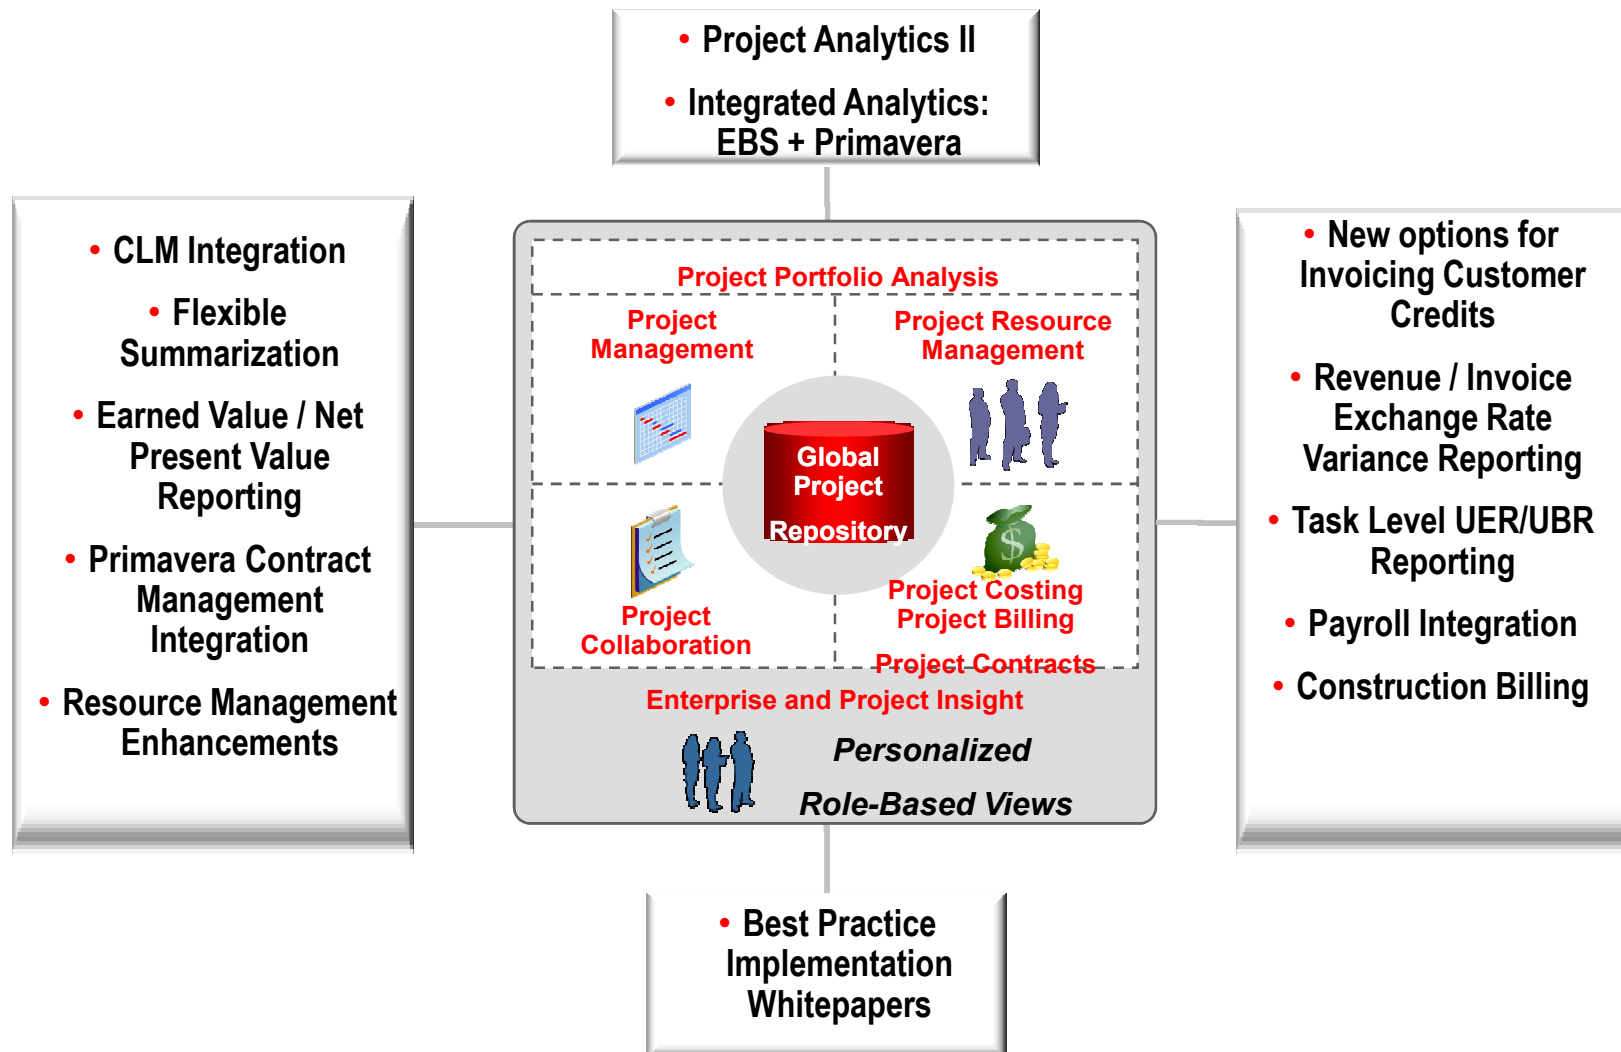 • Project Analytics II
• Integrated Analytics:
EBS + Primavera
• CLM Integration
• Flexible
Summarization
• Earned Value / Net
Present Value
Reporting
• Primavera Contract
Management
Integration
• Resource Management
Enhancements
Project Portfolio Analysis
Project
Management
Project Resource
Management
Global
Project
Repository
Project
Collaboration
Project Costing
Project Billing
Project Contracts
Enterprise and Project Insight
Personalized
Role-Based Views
• New options for
Invoicing Customer
Credits
• Revenue / Invoice
Exchange Rate
Variance Reporting
• Task Level UER/UBR
Reporting
• Payroll Integration
• Construction Billing
• Best Practice
Implementation
Whitepapers